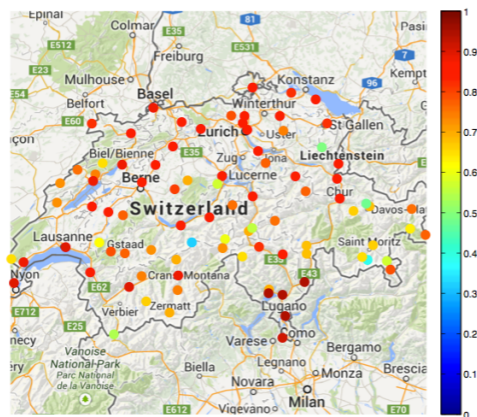 Epinal
81
1
Colmar
E35
E512
E531
0.9
Freiburg
7
E23
Mulhouse
Konstanz
96
Kempt
0.8
E54
Belfort
Basel
Winterthur
E60
St Gallen
0.7
Uster
Biel/Bienne
E35
Zug
Liechtenstein
0.6
Berne
Lucerne
Chur
Switzerland
Davos
0.5
Lausanne
Gstaad
Saint Moritz
0.4
Nyon
E35
E43
E62
Crans-Montana
0.3
E712
Verbier
Zermatt
Lugano
E25
Varese
Como
0.2
Vanoise
National-Park
Parc National
de la Vanoise
Biella
Legnano
Bergamo
Monza
Brescia
0.1
Novara
Milan
E612
Vigevano
0